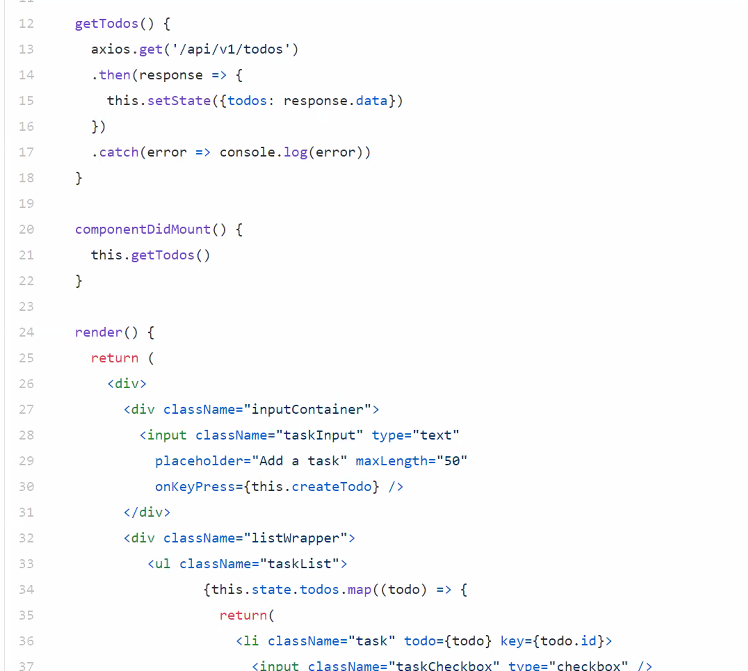 12 getTodos() {
13 axios.get('/api/v1/todos')
14 .then(response => {
15 this.setState({todos: response.data})
16 })
17 .catch(error => console.log(error))
18 }
19
20 componentDidMount() {
21 this.getTodos()
22 }
23
24 render() {
25 return (
26 <div>
27 <div className="inputContainer">
28 <input className="taskInput" type="text"
29 placeholder="Add a task" maxLength="50"
30 onKeyPress={this.createTodo} />
31 </div>
32 <div className="listWrapper">
33 <ul className="taskList">
34 {this.state.todos.map((todo) => {
35 return(
36 <li className="task" todo={todo} key={todo.id}>
37 <input className="taskCheckbox" type="checkbox" />